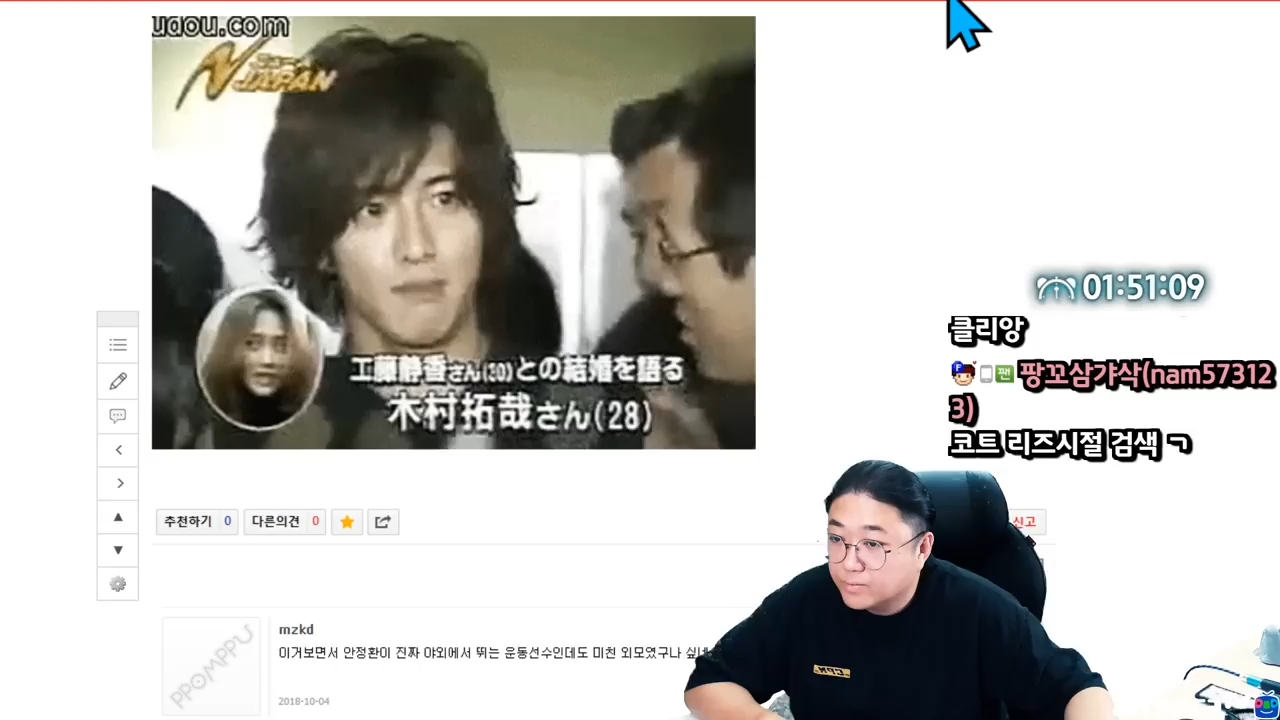 udou.com
ニュー
JAPAN
工藤静香さん(30)との結婚を語る
木村拓哉さん(28)
01:51:09
클리앙
팬 팡꼬삼갸삭(nam57312
3)
코트 리즈시절 검색 ㄱ
추천하기 0 다른의견 0
신고
mzkd
이거보면서 안정환이 진짜 야외에서 뛰는 운동선수인데도 미친 외모였구나 싶네
PPOMPPU
2018-10-04